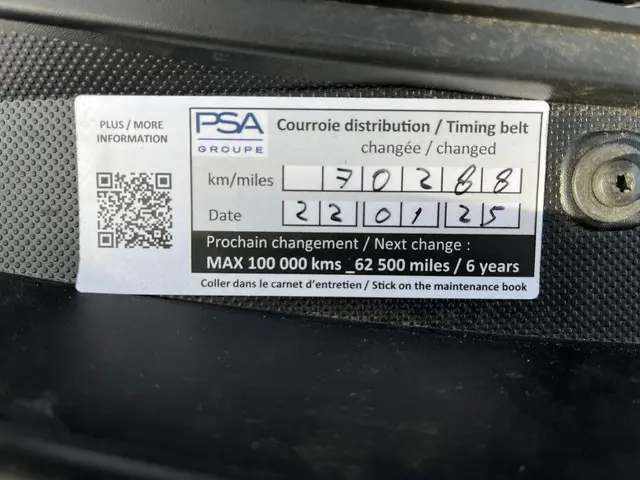 PLUS / MORE
INFORMATION
PSA
GROUPE
Courroie distribution / Timing belt
changée / changed
km/miles 70288
Date 220125
Prochain changement / Next change :
MAX 100 000 kms _62 500 miles / 6 years
Coller dans le carnet d'entretien / Stick on the maintenance book